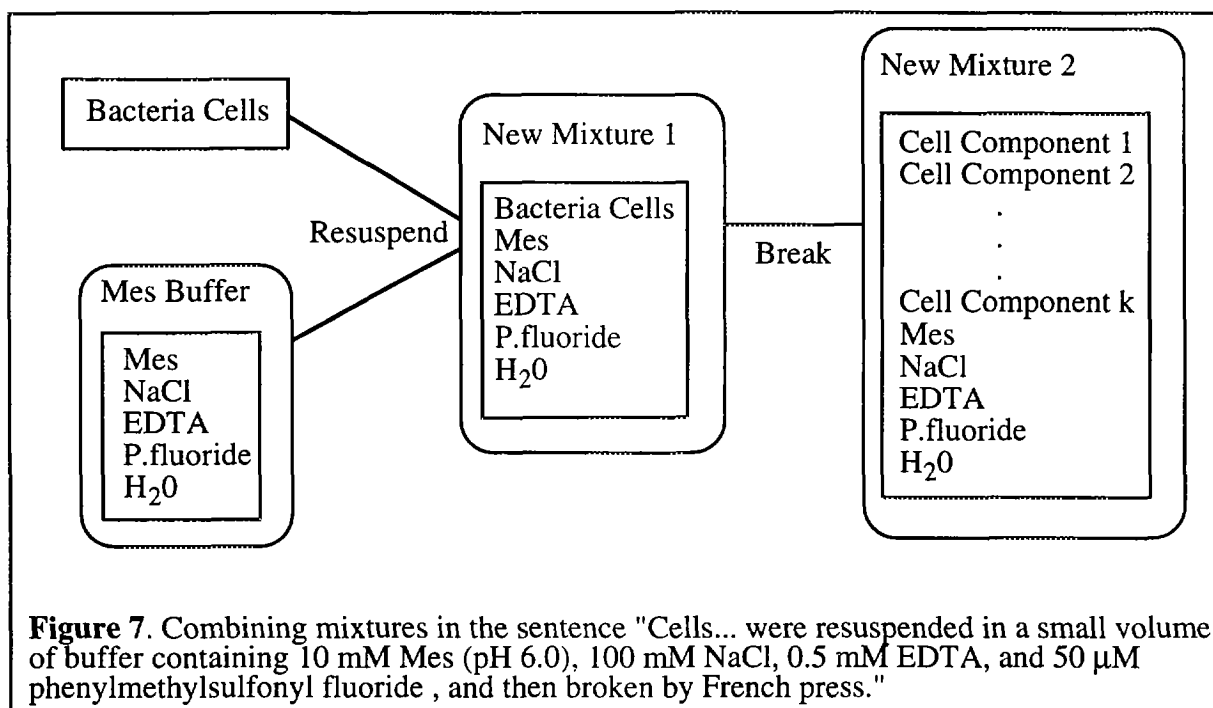 Bacteria Cells
Resuspend
Mes Buffer
Mes
NaCl
EDTA
P.fluoride
H₂0
New Mixture 1
Bacteria Cells
Mes
NaCl
EDTA
P.fluoride
H₂0
Break
New Mixture 2
Cell Component 1
Cell Component 2
.
.
.
Cell Component k
Mes
NaCl
EDTA
P.fluoride
H₂0
Figure 7. Combining mixtures in the sentence "Cells... were resuspended in a small volume
of buffer containing 10 mM Mes (pH 6.0), 100 mM NaCl, 0.5 mM EDTA, and 50 μM
phenylmethylsulfonyl fluoride , and then broken by French press."